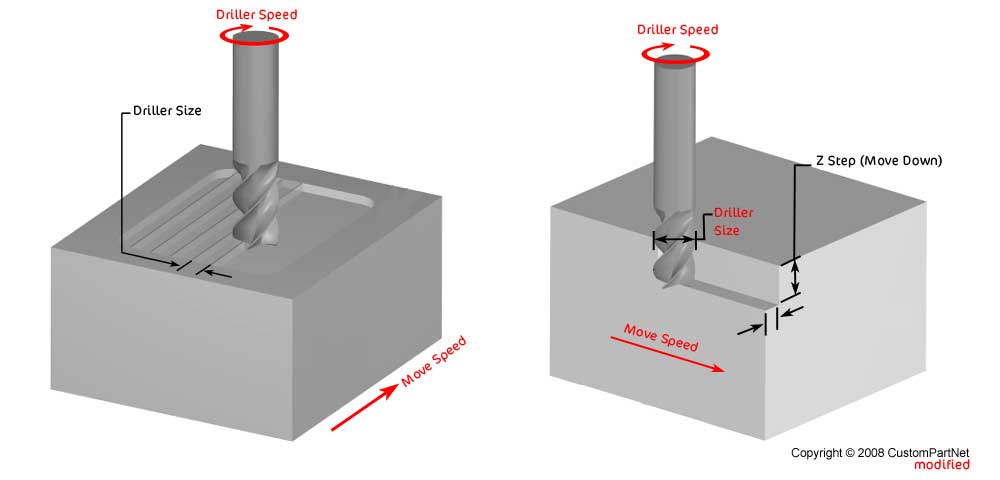 Driller Speed
Driller Size
Move Speed
Driller Speed
Z Step (Move Down)
Driller
Size
Move Speed
Copyright © 2008 CustomPartNet
modified